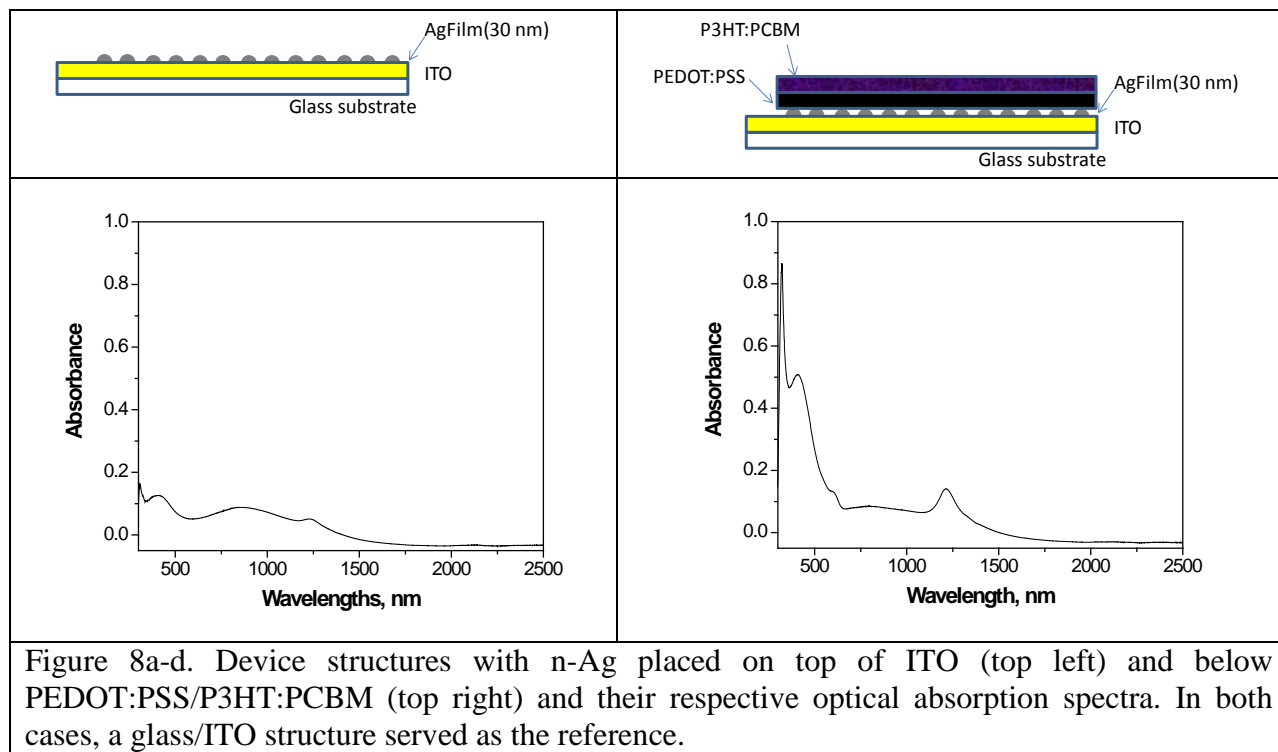 AgFilm(30 nm)
ITO
Glass substrate
P3HT:PCBM
PEDOT:PSS
AgFilm(30 nm)
ITO
Glass substrate
1.0
0.8
0.6
0.4
0.2
0.0
Absorbance
500 1000 1500 2000 2500
Wavelengths, nm
1.0
0.8
0.6
0.4
0.2
0.0
Absorbance
500 1000 1500 2000 2500
Wavelength, nm
Figure 8a-d. Device structures with n-Ag placed on top of ITO (top left) and below
PEDOT:PSS/P3HT:PCBM (top right) and their respective optical absorption spectra. In both
cases, a glass/ITO structure served as the reference.